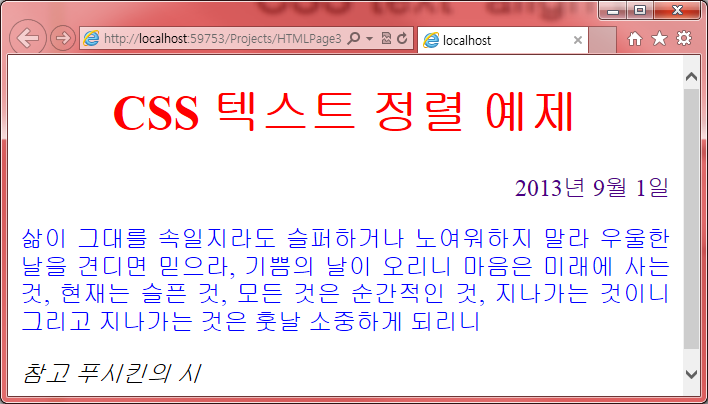 http://localhost:59753/Projects/HTMLPage3
localhost
CSS 텍스트 정렬 예제
2013년 9월 1일
삶이 그대를 속일지라도 슬퍼하거나 노여워하지 말라 우울한
날을 견디면 믿으라, 기쁨의 날이 오리니 마음은 미래에 사는
것, 현재는 슬픈 것, 모든 것은 순간적인 것, 지나가는 것이니
그리고 지나가는 것은 훗날 소중하게 되리니
참고 푸시킨의 시